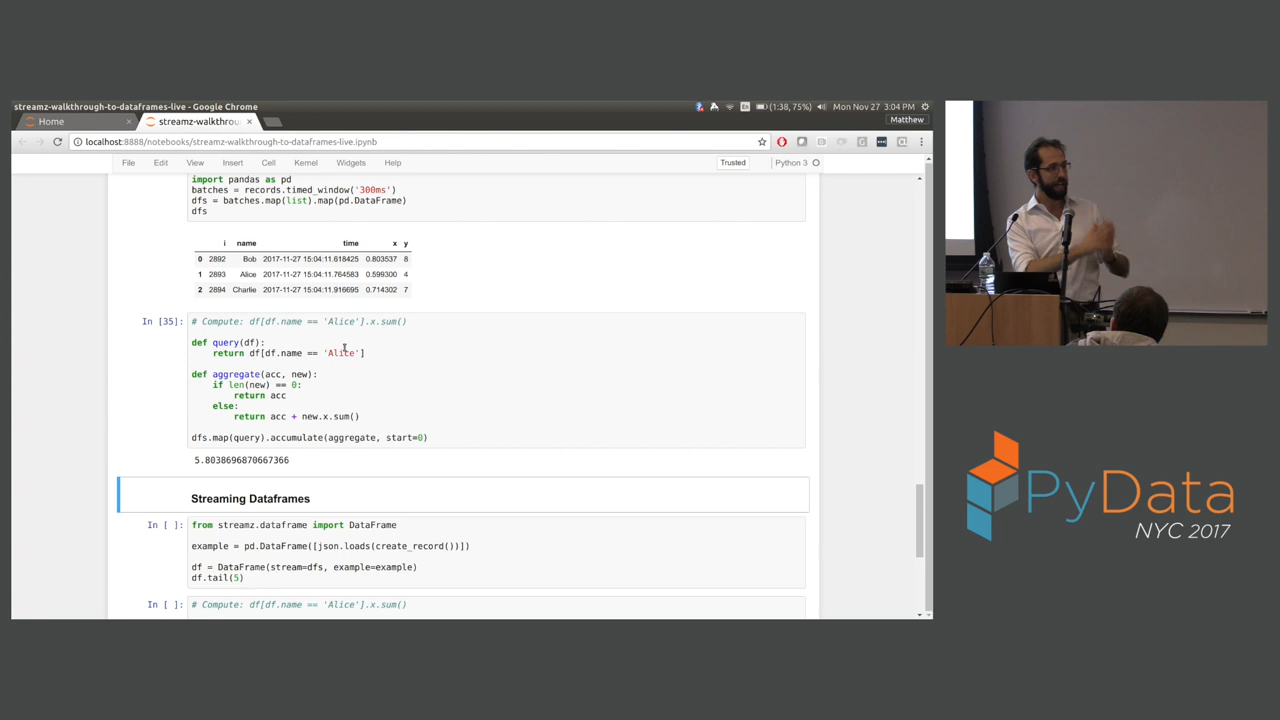 streamz-walkthrough-to-dataframes-live - Google Chrome
(1:38, 75%) Mon Nov 27 3:04 PM
Home × streamz-walkthrou × Matthew
localhost:8888/notebooks/streamz-walkthrough-to-dataframes-live.ipynb
File Edit View Insert Cell Kernel Widgets Help Trusted Python 3
import pandas as pd
batches = records.timed_window('300ms')
dfs = batches.map(list).map(pd.DataFrame)
dfs
i name time x y
0 2892 Bob 2017-11-27 15:04:11.618425 0.803537 8
1 2893 Alice 2017-11-27 15:04:11.764583 0.599300 4
2 2894 Charlie 2017-11-27 15:04:11.916695 0.714302 7
In [35]: # Compute: df[df.name == 'Alice'].x.sum()
def query(df):
return df[df.name == 'Alice']
def aggregate(acc, new):
if len(new) == 0:
return acc
else:
return acc + new.x.sum()
dfs.map(query).accumulate(aggregate, start=0)
5.8038696870667366
Streaming Dataframes
In [ ]: from streamz.dataframe import DataFrame
example = pd.DataFrame([json.loads(create_record())])
df = DataFrame(stream=dfs, example=example)
df.tail(5)
In [ ]: # Compute: df[df.name == 'Alice'].x.sum()
PyData
NYC 2017